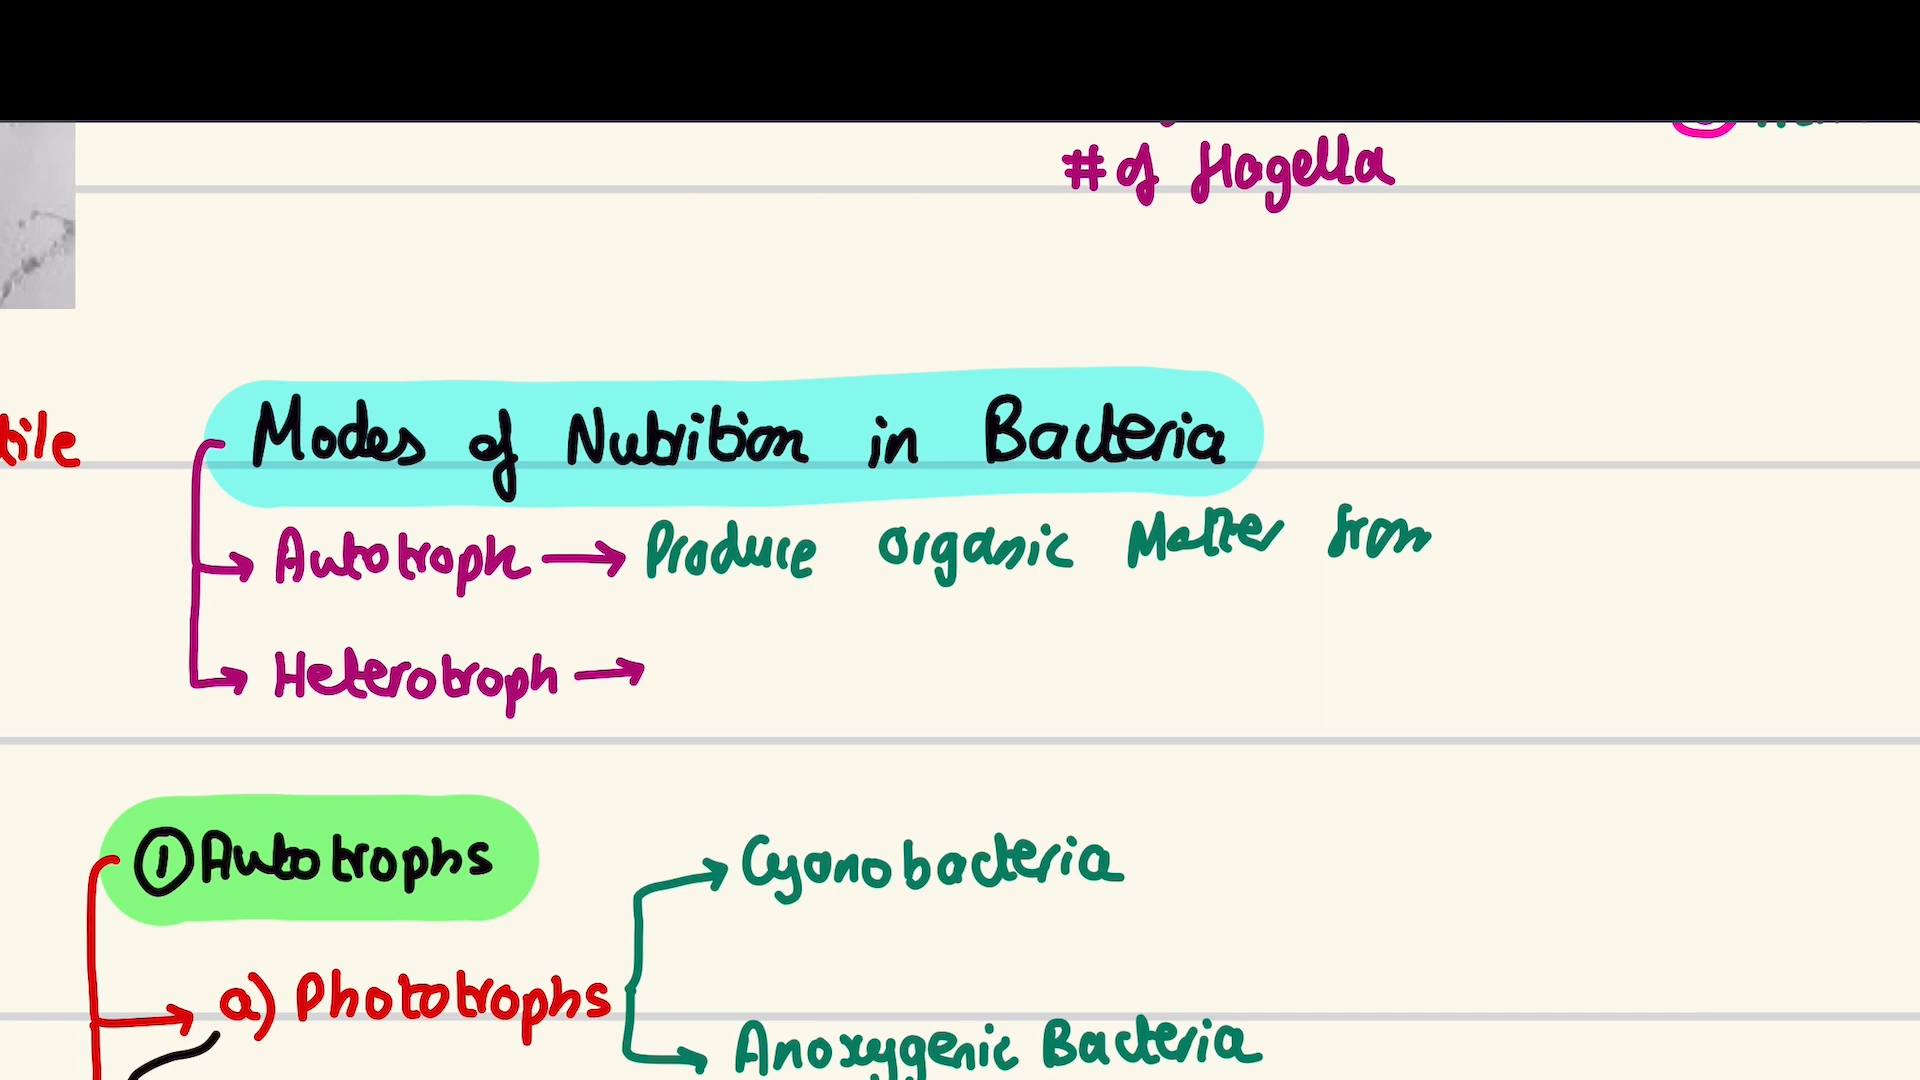 # of flagella
Modes of Nutrition in Bacteria
Autotroph → Produce Organic Matter from
Heterotroph →
① Autotrophs
Cyanobacteria
a) Phototrophs
Anoxygenic Bacteria